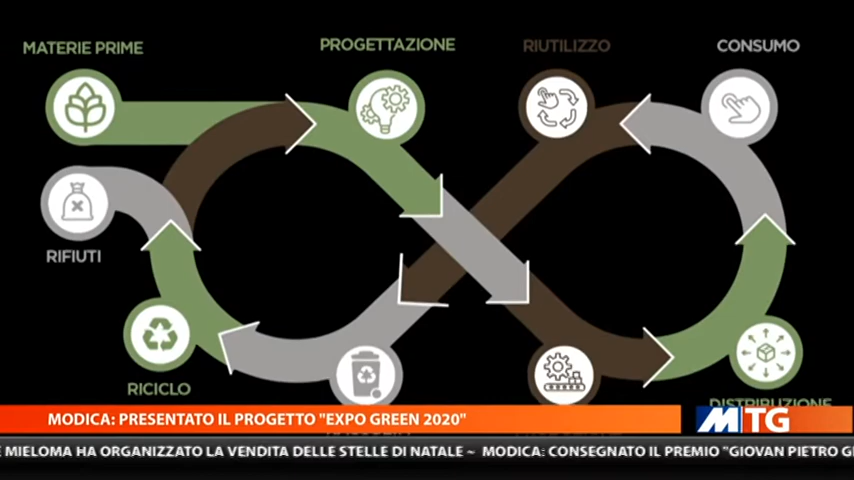 MATERIE PRIME
PROGETTAZIONE
RIUTILIZZO
CONSUMO
RIFIUTI
RICICLO
DISTRIBUZIONE
MODICA: PRESENTATO IL PROGETTO "EXPO GREEN 2020"
MTG
E MIELOMA HA ORGANIZZATO LA VENDITA DELLE STELLE DI NATALE ~ MODICA: CONSEGNATO IL PREMIO "GIOVAN PIETRO G